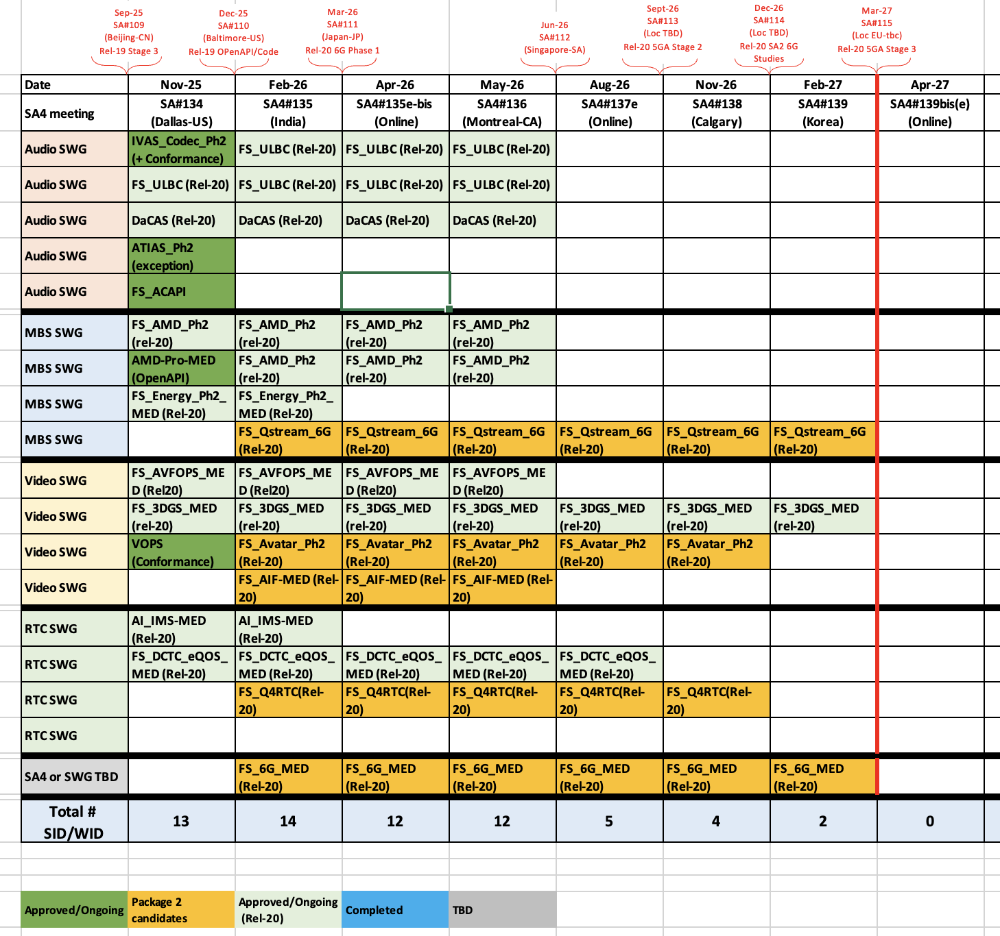 Sep-25
SA#109
(Beijing-CN)
Rel-19 Stage 3
Dec-25
SA#110
(Baltimore-US)
Rel-19 OPenAPI/Code
Mar-26
SA#111
(Japan-JP)
Rel-20 6G Phase 1
Jun-26
SA#112
(Singapore-SA)
Sept-26
SA#113
(Loc TBD)
Rel-20 5GA Stage 2
Dec-26
SA#114
(Loc TBD)
Rel-20 SA2 6G
Studies
Mar-27
SA#115
(Loc EU-tbc)
Rel-20 5GA Stage 3
Date
Nov-25
Feb-26
Apr-26
May-26
Aug-26
Nov-26
Feb-27
Apr-27
SA4 meeting
SA#134
(Dallas-US)
SA4#135
(India)
SA4#135e-bis
(Online)
SA4#136
(Montreal-CA)
SA4#137e
(Online)
SA4#138
(Calgary)
SA4#139
(Korea)
SA4#139bis(e)
(Online)
Audio SWG
IVAS_Codec_Ph2
(+ Conformance)
FS_ULBC (Rel-20)
FS_ULBC (Rel-20)
FS_ULBC (Rel-20)
Audio SWG
FS_ULBC (Rel-20)
FS_ULBC (Rel-20)
FS_ULBC (Rel-20)
FS_ULBC (Rel-20)
Audio SWG
DaCAS (Rel-20)
DaCAS (Rel-20)
DaCAS (Rel-20)
DaCAS (Rel-20)
Audio SWG
ATIAS_Ph2
(exception)
Audio SWG
FS_ACAPI
MBS SWG
FS_AMD_Ph2
(rel-20)
FS_AMD_Ph2
(rel-20)
FS_AMD_Ph2
(rel-20)
FS_AMD_Ph2
(rel-20)
MBS SWG
AMD-Pro-MED
(OpenAPI)
FS_AMD_Ph2
(rel-20)
FS_AMD_Ph2
(rel-20)
FS_AMD_Ph2
(rel-20)
MBS SWG
FS_Energy_Ph2_
MED (Rel-20)
FS_Energy_Ph2_
MED (Rel-20)
MBS SWG
FS_Qstream_6G
(Rel-20)
FS_Qstream_6G
(Rel-20)
FS_Qstream_6G
(Rel-20)
FS_Qstream_6G
(Rel-20)
FS_Qstream_6G
(Rel-20)
FS_Qstream_6G
(Rel-20)
Video SWG
FS_AVFOPS_ME
D (Rel20)
FS_AVFOPS_ME
D (Rel20)
FS_AVFOPS_ME
D (Rel20)
FS_AVFOPS_ME
D (Rel20)
Video SWG
FS_3DGS_MED
(rel-20)
FS_3DGS_MED
(rel-20)
FS_3DGS_MED
(rel-20)
FS_3DGS_MED
(rel-20)
FS_3DGS_MED
(rel-20)
FS_3DGS_MED
(rel-20)
FS_3DGS_MED
(rel-20)
Video SWG
VOPS
(Conformance)
FS_Avatar_Ph2
(Rel-20)
FS_Avatar_Ph2
(Rel-20)
FS_Avatar_Ph2
(Rel-20)
FS_Avatar_Ph2
(Rel-20)
FS_Avatar_Ph2
(Rel-20)
Video SWG
FS_AIF-MED (Rel-
20)
FS_AIF-MED (Rel-
20)
FS_AIF-MED (Rel-
20)
RTC SWG
AI_IMS-MED
(Rel-20)
AI_IMS-MED
(Rel-20)
RTC SWG
FS_DCTC_eQOS_
MED (Rel-20)
FS_DCTC_eQOS_
MED (Rel-20)
FS_DCTC_eQOS_
MED (Rel-20)
FS_DCTC_eQOS_
MED (Rel-20)
FS_DCTC_eQOS_
MED (Rel-20)
RTC SWG
FS_Q4RTC(Rel-
20)
FS_Q4RTC(Rel-
20)
FS_Q4RTC(Rel-
20)
FS_Q4RTC(Rel-
20)
FS_Q4RTC(Rel-
20)
RTC SWG
SA4 or SWG TBD
FS_6G_MED
(Rel-20)
FS_6G_MED
(Rel-20)
FS_6G_MED
(Rel-20)
FS_6G_MED
(Rel-20)
FS_6G_MED
(Rel-20)
FS_6G_MED
(Rel-20)
Total #
SID/WID
13
14
12
12
5
4
2
0
Approved/Ongoing
Package 2
candidates
Approved/Ongoing
(Rel-20)
Completed
TBD